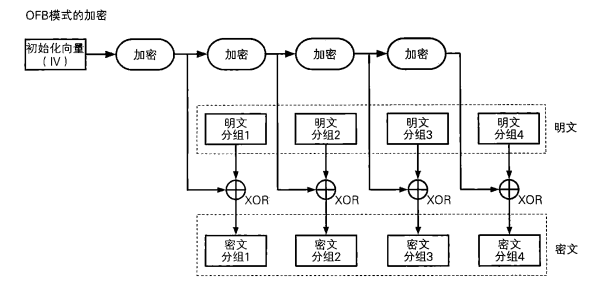 OFB模式的加密
初始化向量
（IV）
加密
加密
加密
加密
明文
分组1
明文
分组2
明文
分组3
明文
分组4
明文
XOR
XOR
XOR
XOR
密文
分组1
密文
分组2
密文
分组3
密文
分组4
密文